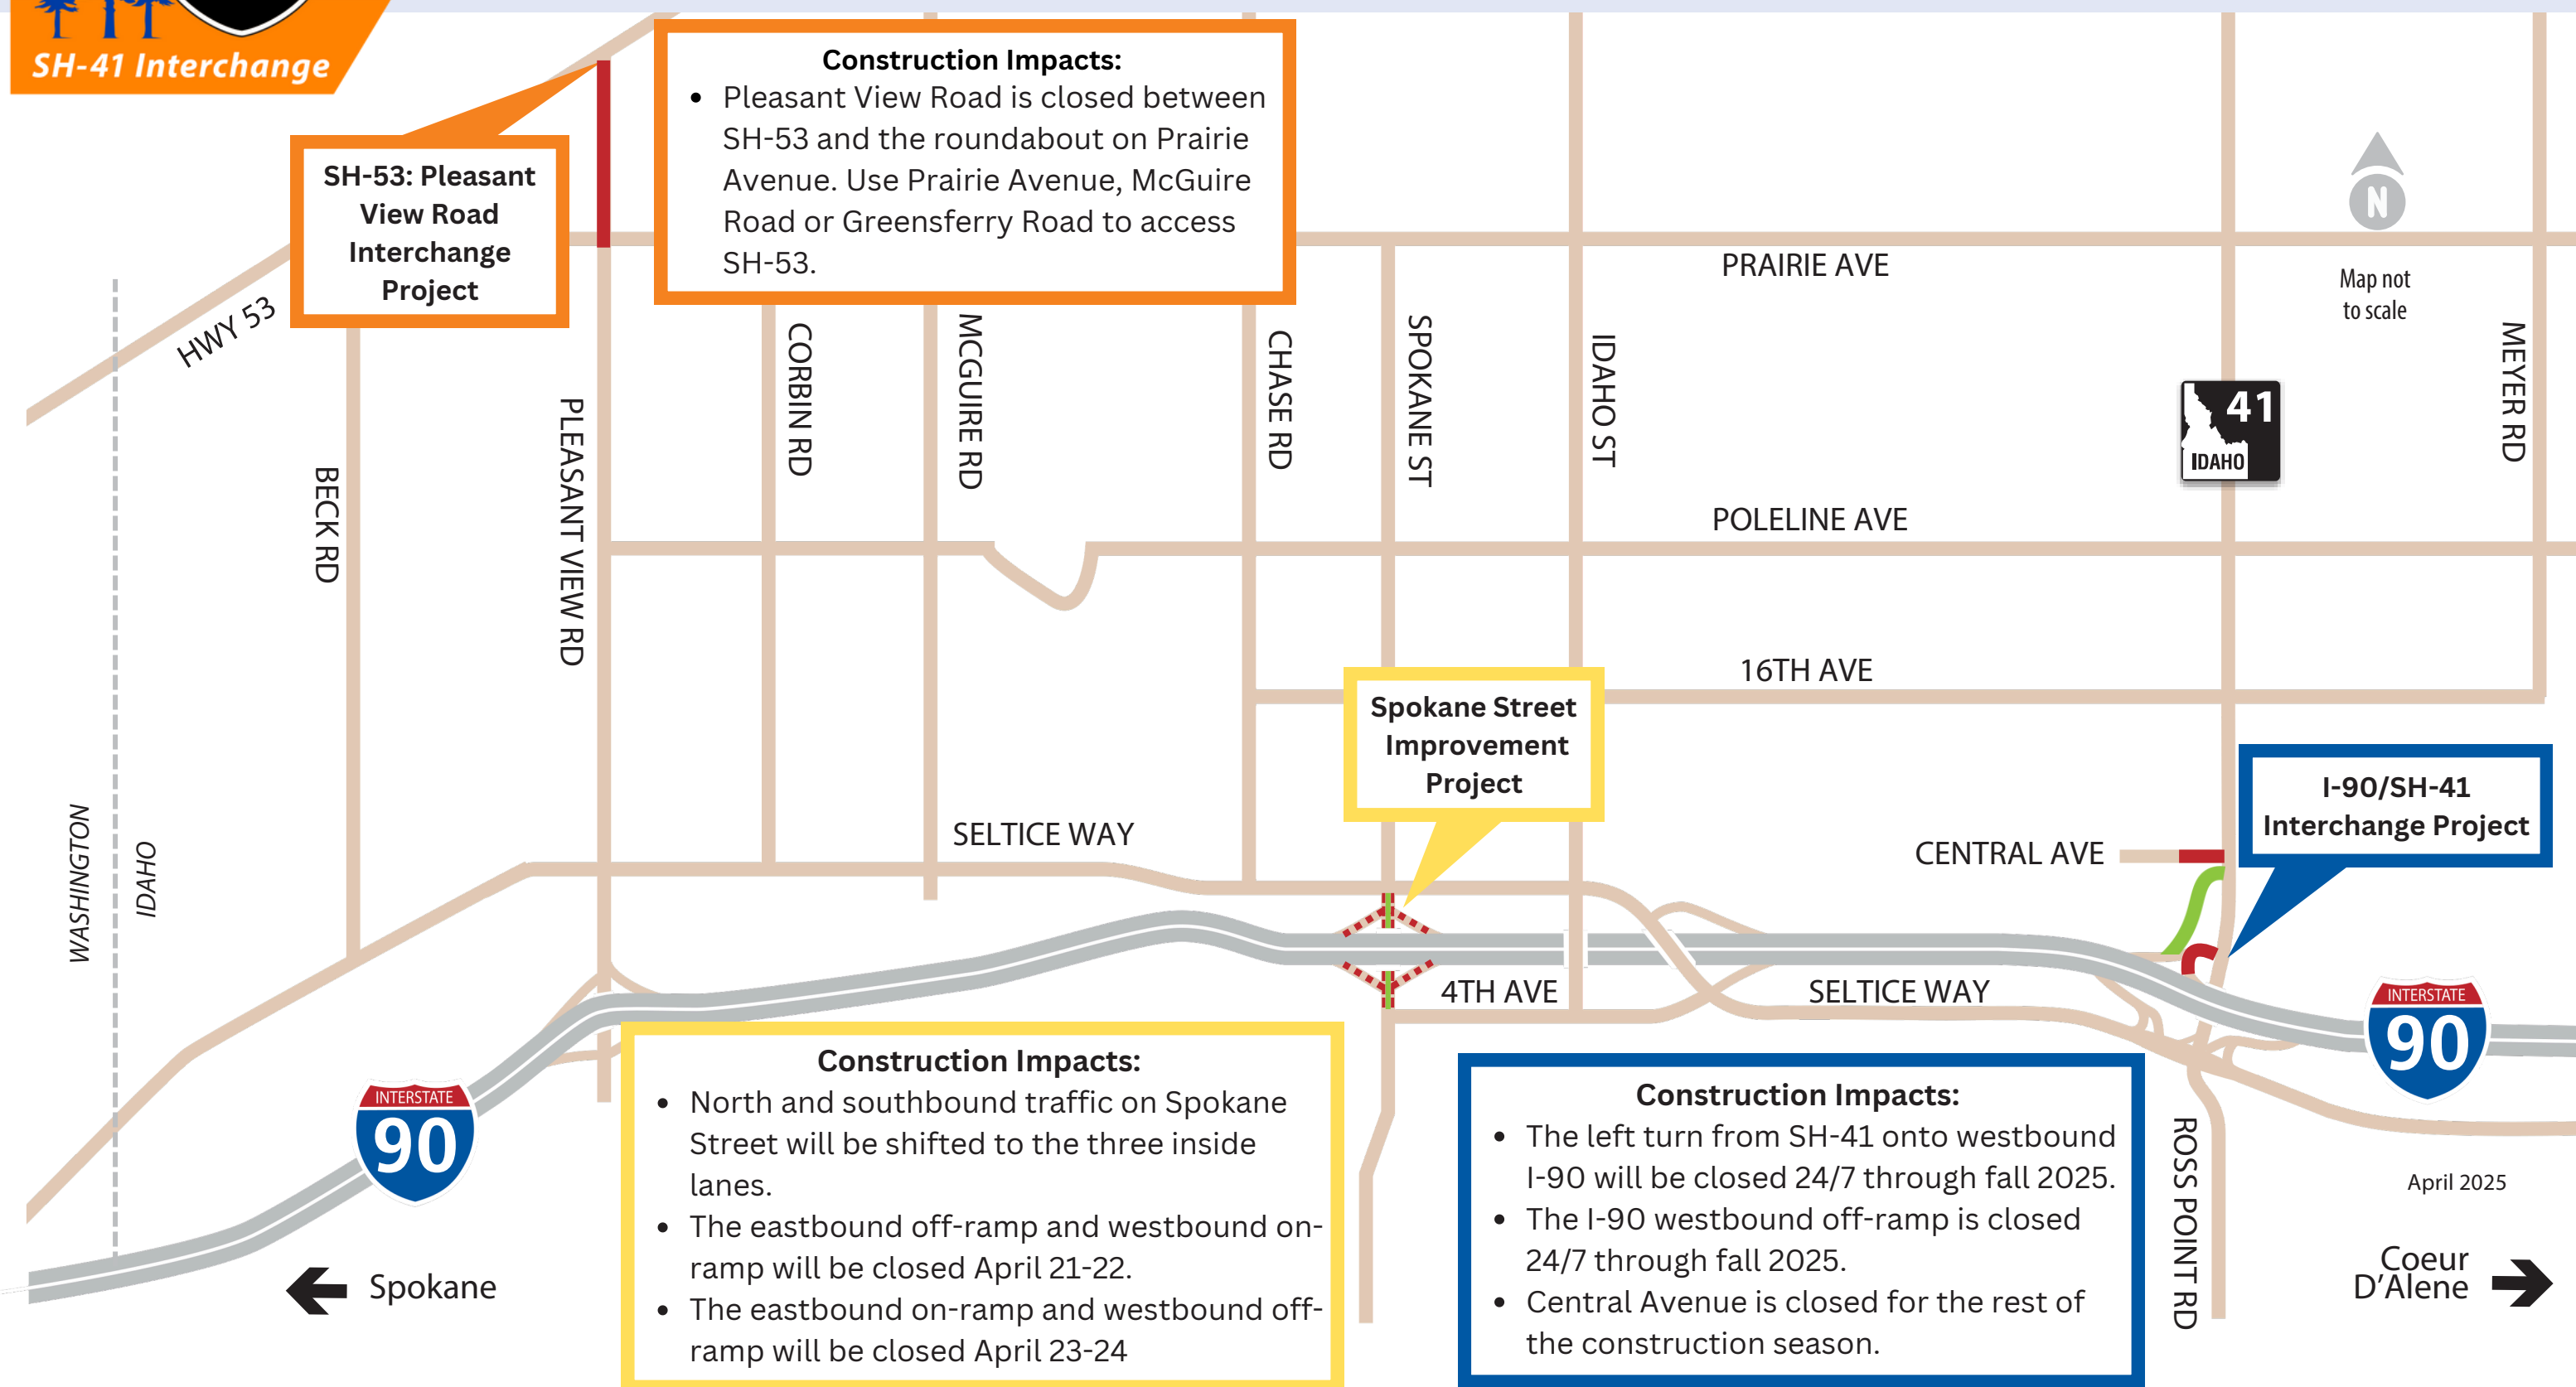 SH-41 Interchange
Construction Impacts:
• Pleasant View Road is closed between
SH-53 and the roundabout on Prairie
Avenue. Use Prairie Avenue, McGuire
Road or Greensferry Road to access
SH-53.
SH-53: Pleasant
View Road
Interchange
Project
N
Map not
to scale
PRAIRIE AVE
HWY 53
BECK RD
PLEASANT VIEW RD
CORBIN RD
MCGUIRE RD
CHASE RD
SPOKANE ST
IDAHO ST
41
IDAHO
MEYER RD
POLELINE AVE
16TH AVE
Spokane Street
Improvement
Project
I-90/SH-41
Interchange Project
SELTICE WAY
CENTRAL AVE
WASHINGTON
IDAHO
4TH AVE
SELTICE WAY
INTERSTATE
90
INTERSTATE
90
Construction Impacts:
• North and southbound traffic on Spokane
Street will be shifted to the three inside
lanes.
• The eastbound off-ramp and westbound on-
ramp will be closed April 21-22.
• The eastbound on-ramp and westbound off-
ramp will be closed April 23-24
Construction Impacts:
• The left turn from SH-41 onto westbound
I-90 will be closed 24/7 through fall 2025.
• The I-90 westbound off-ramp is closed
24/7 through fall 2025.
• Central Avenue is closed for the rest of
the construction season.
ROSS POINT RD
April 2025
Spokane
Coeur
D'Alene